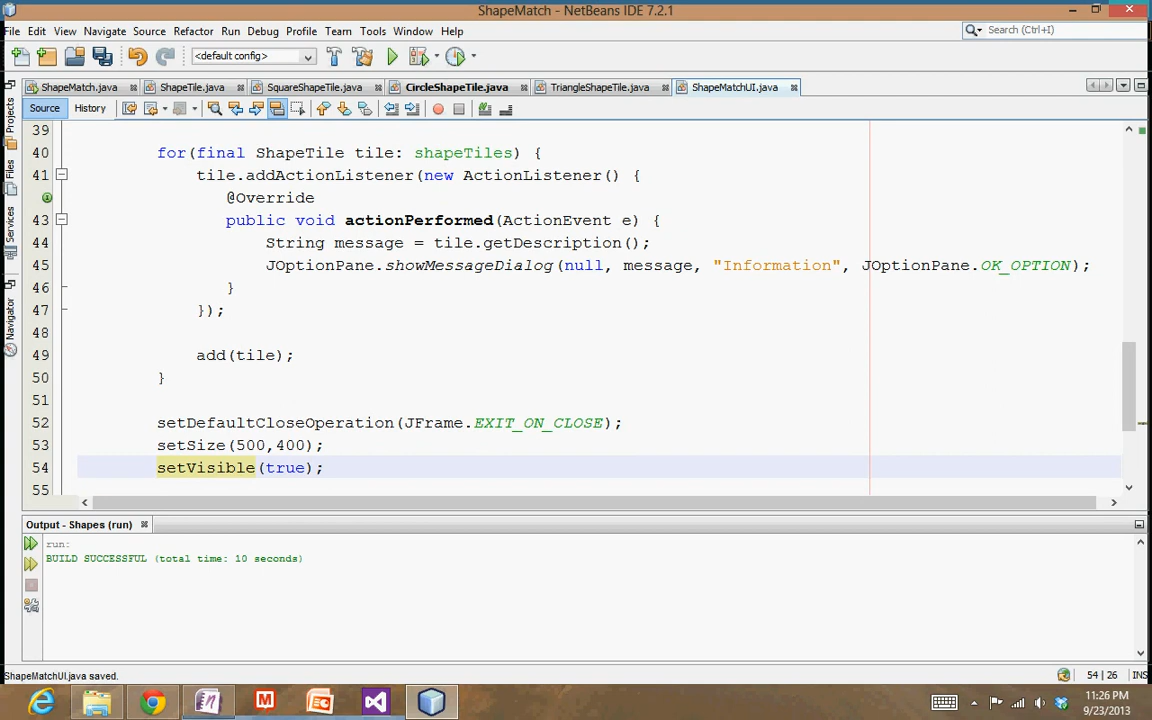 ShapeMatch - NetBeans IDE 7.2.1
File Edit View Navigate Source Refactor Run Debug Profile Team Tools Window Help
Search (Ctrl+I)
<default config>
ShapeMatch.java ShapeTile.java SquareShapeTile.java CircleShapeTile.java TriangleShapeTile.java ShapeMatchUI.java
Source History
Projects
Files
Services
Navigator
39
40 for(final ShapeTile tile: shapeTiles) {
41 tile.addActionListener(new ActionListener() {
@Override
43 public void actionPerformed(ActionEvent e) {
44 String message = tile.getDescription();
45 JOptionPane.showMessageDialog(null, message, "Information", JOptionPane.OK_OPTION);
46 }
47 });
48
49 add(tile);
50 }
51
52 setDefaultCloseOperation(JFrame.EXIT_ON_CLOSE);
53 setSize(500,400);
54 setVisible(true);
55
Output - Shapes (run)
run:
BUILD SUCCESSFUL (total time: 10 seconds)
ShapeMatchUI.java saved.
54 | 26 INS
11:26 PM
9/23/2013